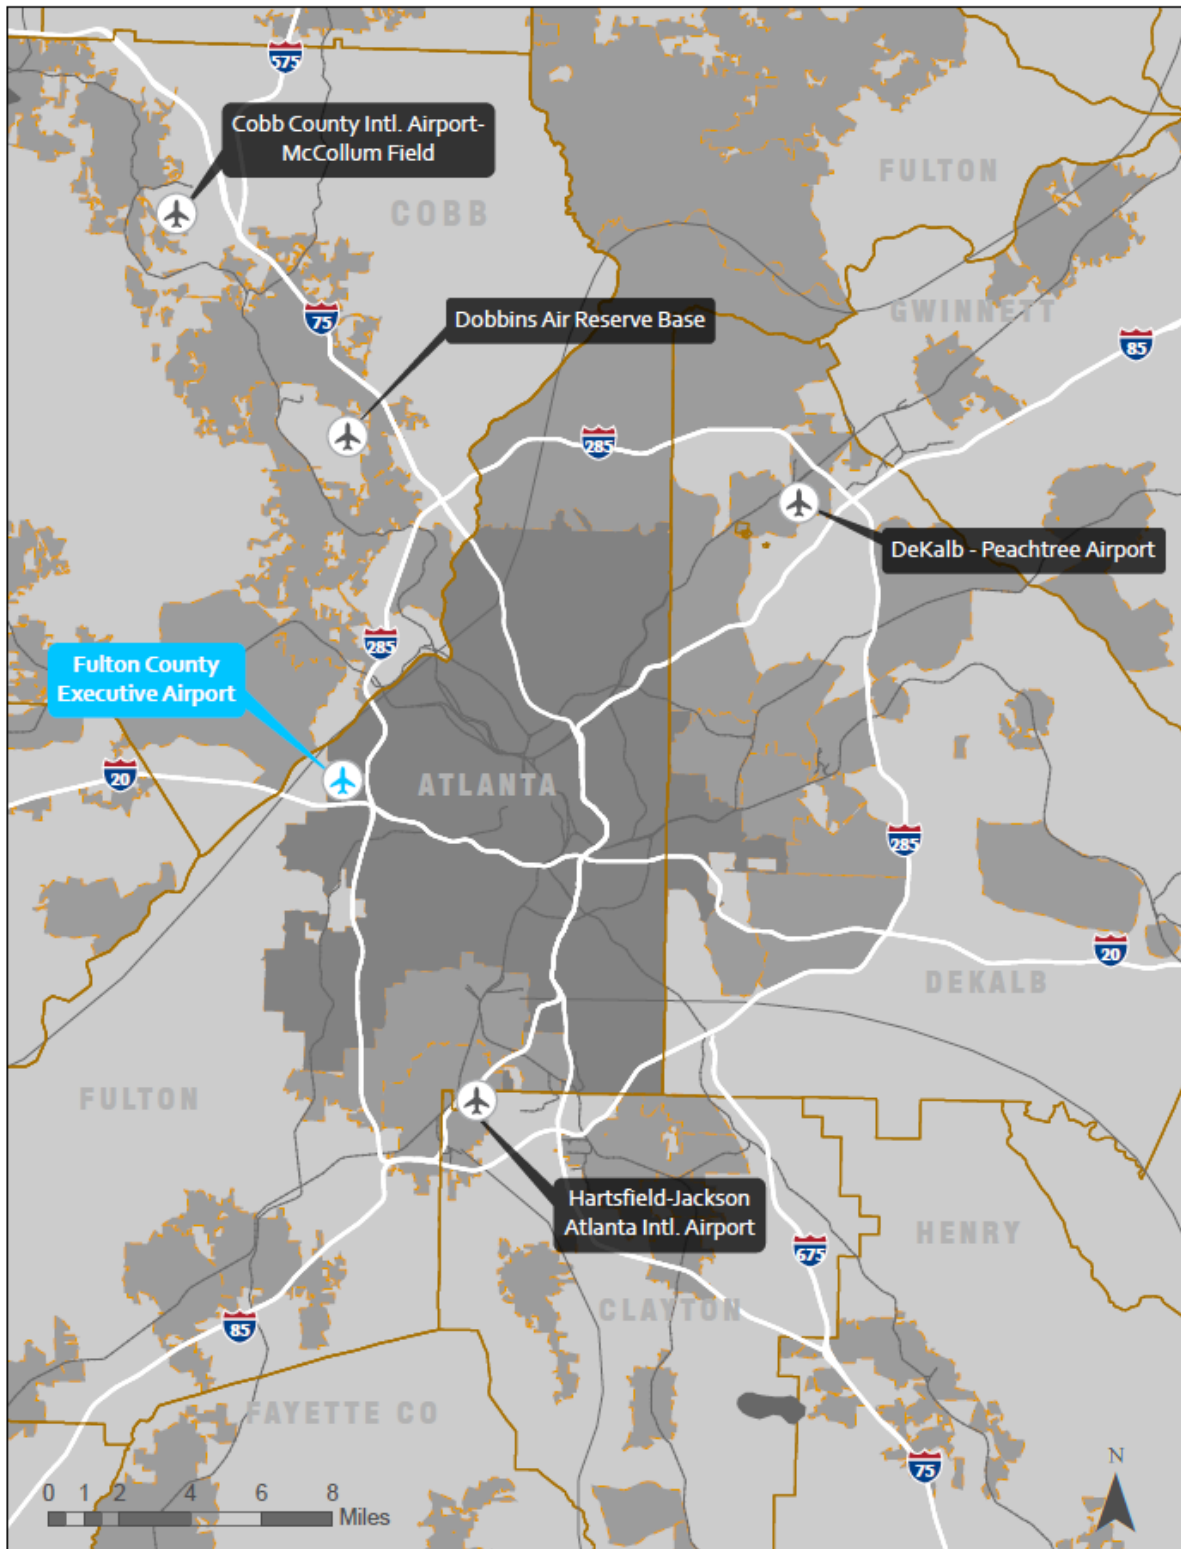 575
Cobb County Intl. Airport-
McCollum Field
FULTON
COBB
75
Dobbins Air Reserve Base
GWINNETT
85
285
DeKalb - Peachtree Airport
285
Fulton County
Executive Airport
20
ATLANTA
285
20
DEKALB
FULTON
Hartsfield-Jackson
Atlanta Intl. Airport
HENRY
675
CLAYTON
85
FAYETTE CO
75
N
0 1 2 4 6 8
Miles